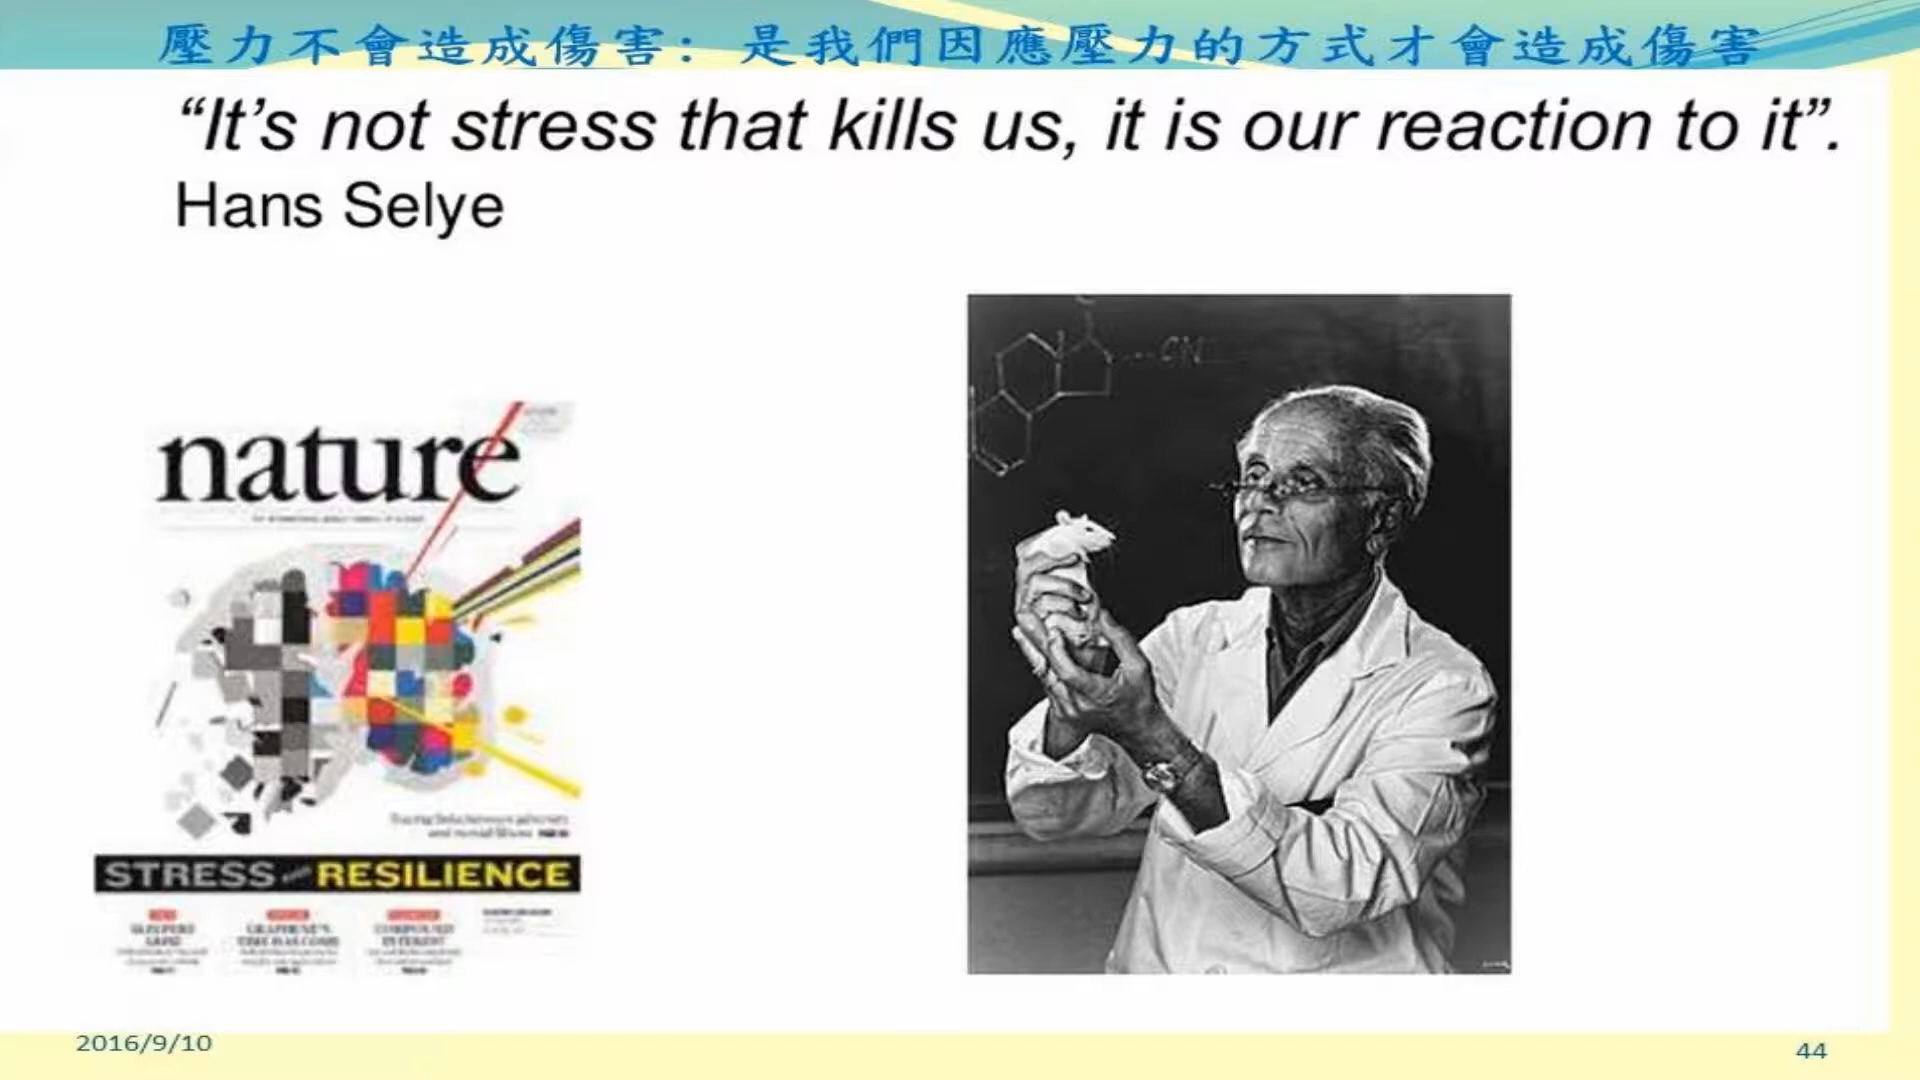 壓力不會造成傷害: 是我們因應壓力的方式才會造成傷害
“It’s not stress that kills us, it is our reaction to it”.
Hans Selye
CN
nature
STRESS RESILIENCE
2016/9/10
44